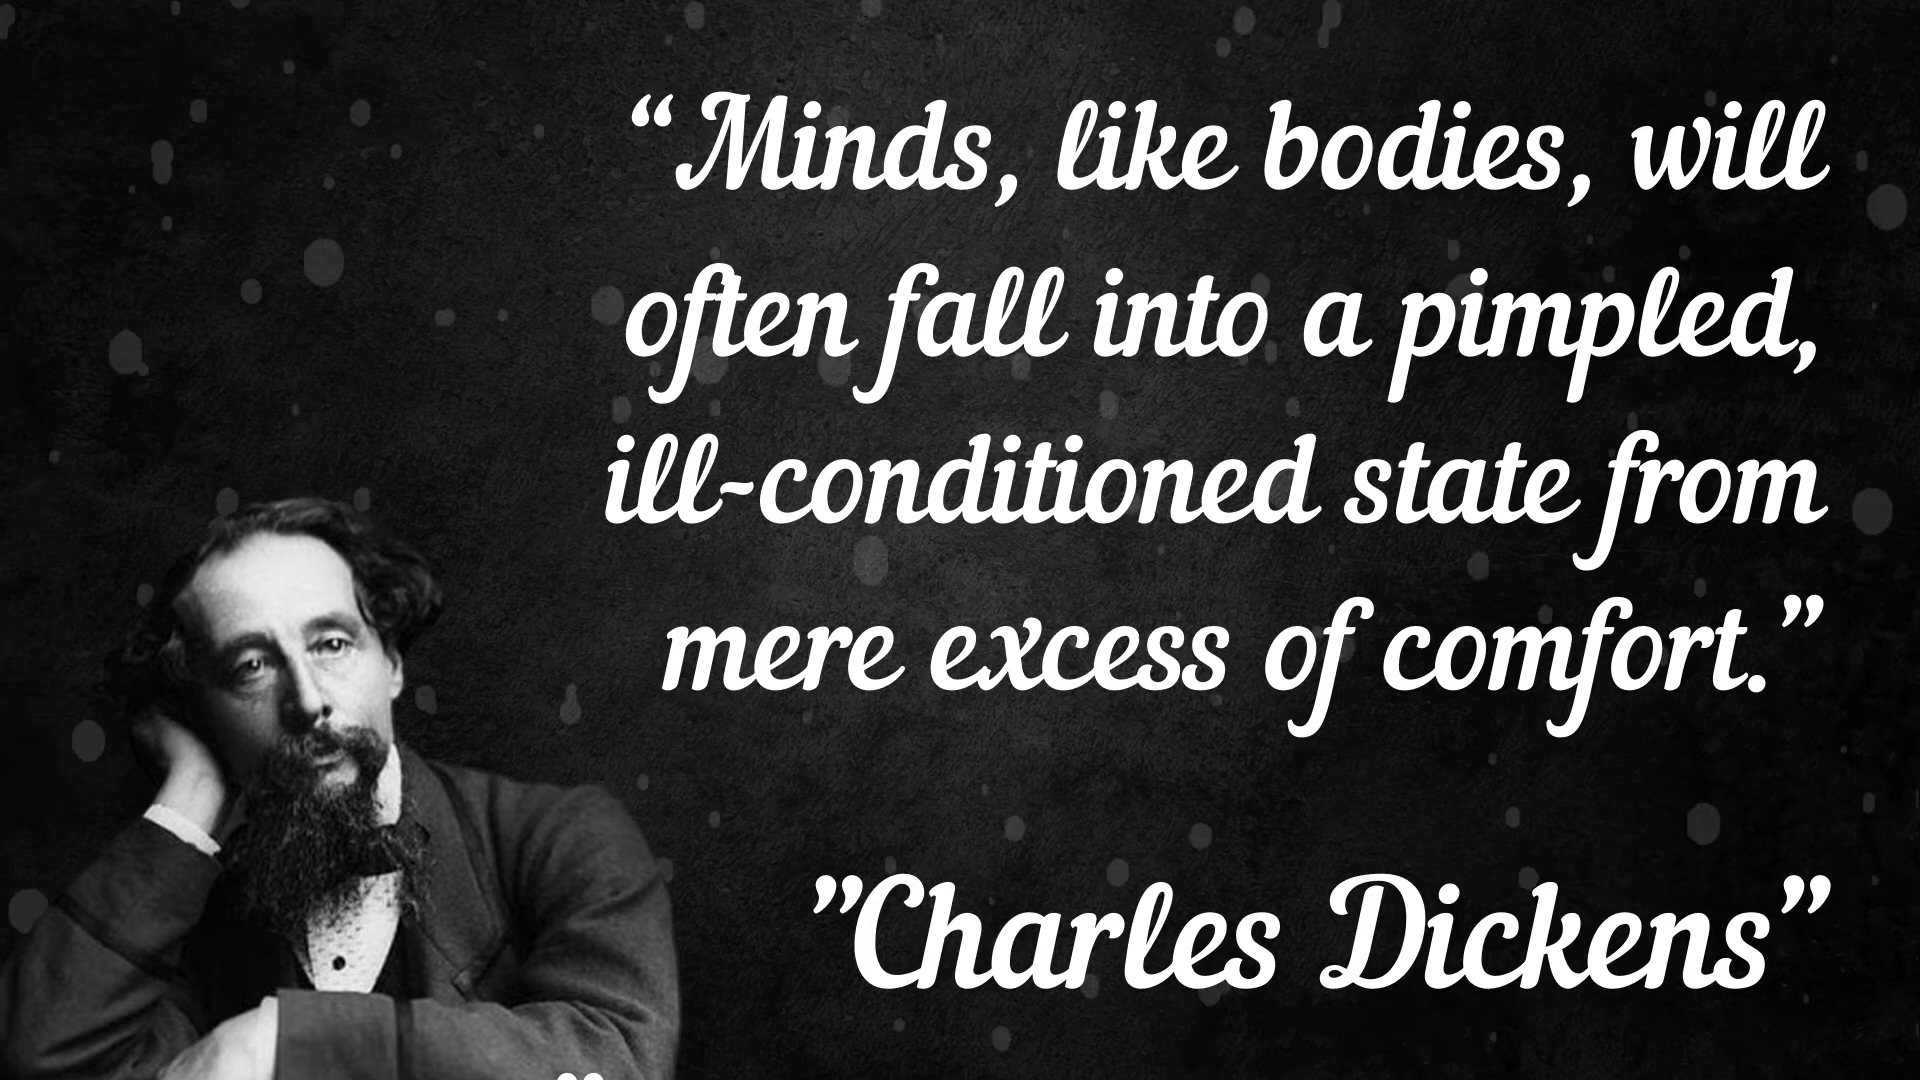 “Minds, like bodies, will
often fall into a pimpled,
ill-conditioned state from
mere excess of comfort.”
”Charles Dickens”